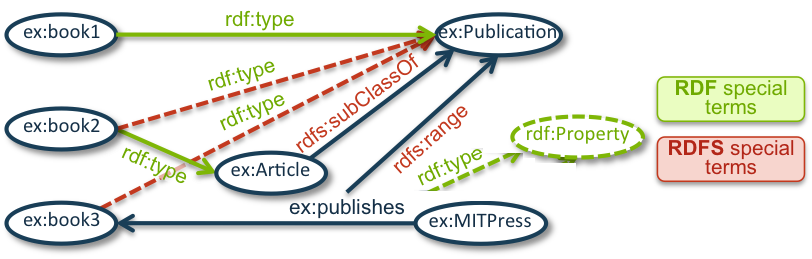 rdf:type
ex:book1
ex:Publication
rdf:type
rdf:type
rdfs:subClassOf
rdfs:range
RDF special
terms
ex:book2
rdf:type
rdf:Property
RDFS special
terms
ex:Article
rdf:type
ex:publishes
ex:book3
ex:MITPress